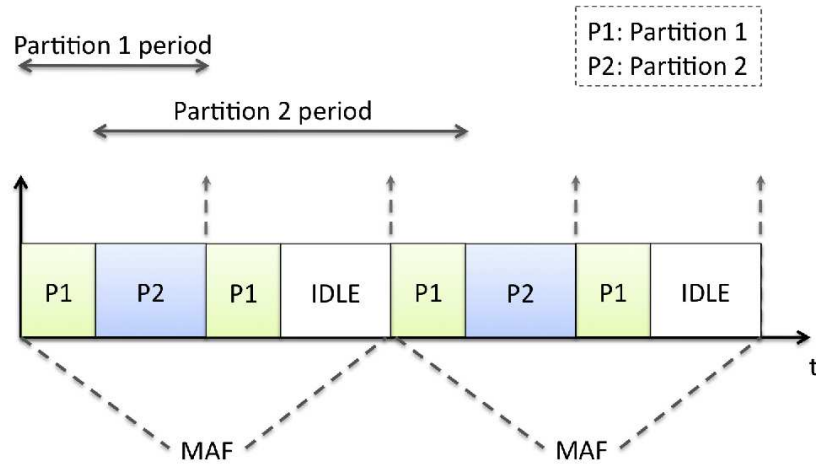 Partition 1 period
P1: Partition 1
P2: Partition 2
Partition 2 period
P1 P2 P1 IDLE P1 P2 P1 IDLE
t
MAF MAF